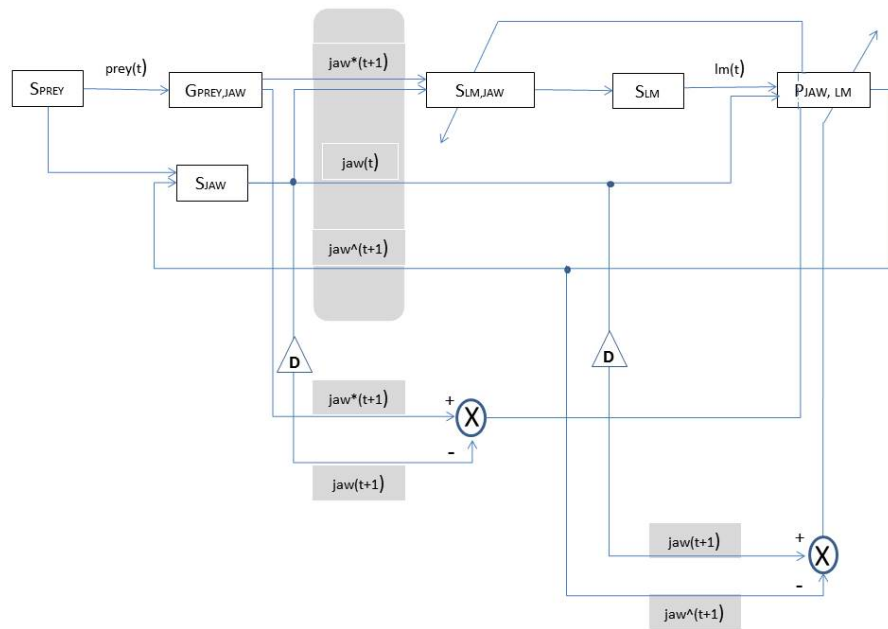 prey(t)
jaw*(t+1)
lm(t)
SPREY
GPREY,JAW
SLM,JAW
SLM
PJAW, LM
jaw(t)
SJAW
jaw^(t+1)
D
D
jaw*(t+1)
+
X
-
jaw(t+1)
jaw(t+1)
+
X
-
jaw^(t+1)